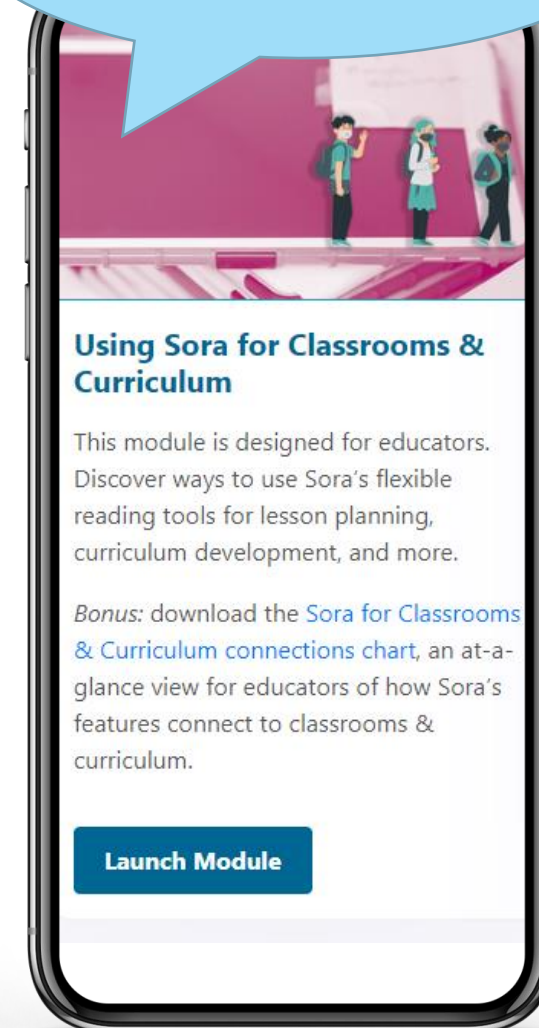 Using Sora for Classrooms &
Curriculum
This module is designed for educators.
Discover ways to use Sora's flexible
reading tools for lesson planning,
curriculum development, and more.
Bonus: download the Sora for Classrooms
& Curriculum connections chart, an at-a-
glance view for educators of how Sora's
features connect to classrooms &
curriculum.
Launch Module